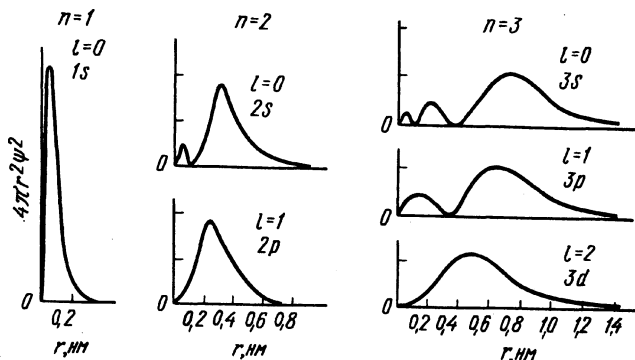 n=1
l=0
1s
4πr²ψ²
0
0,2
r, нм
n=2
l=0
2s
0
l=1
2p
0
0,2 0,4 0,6 0,8
r, нм
n=3
l=0
3s
0
l=1
3p
0
l=2
3d
0
0,2 0,4 0,6 0,8 1,0 1,2 1,4
r, нм